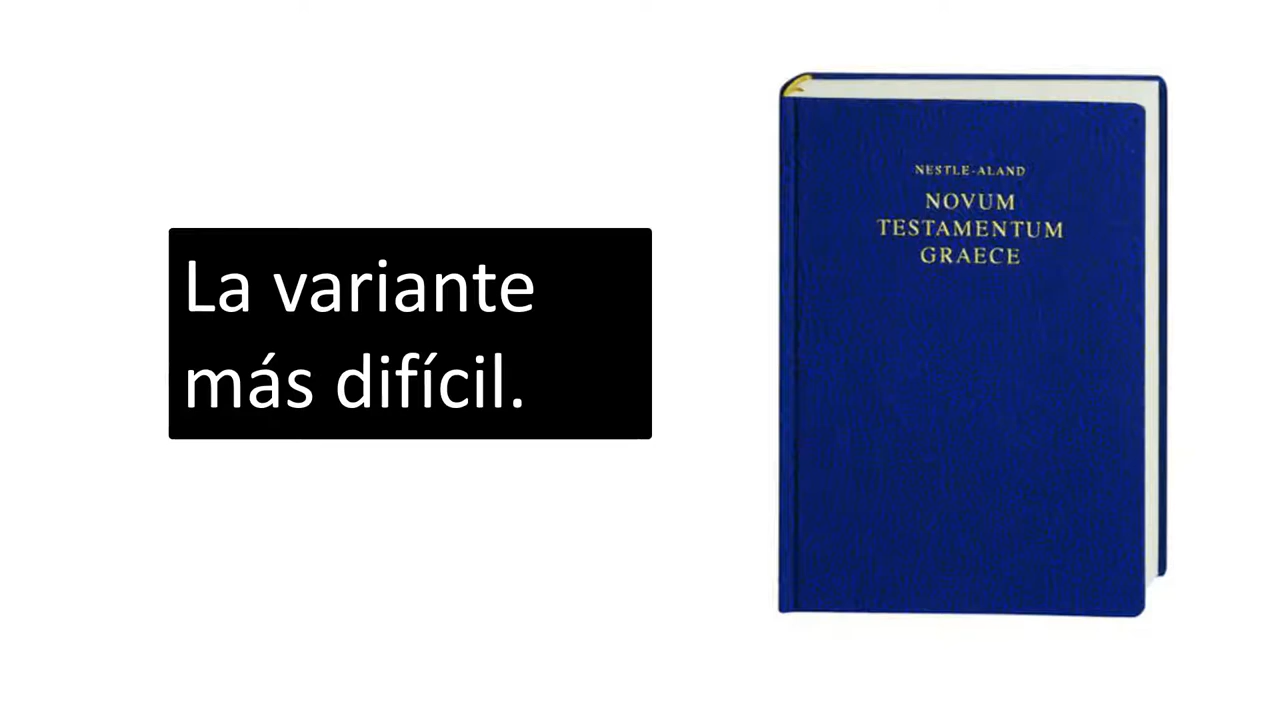 La variante
más difícil.
NESTLE-ALAND
NOVUM
TESTAMENTUM
GRAECE